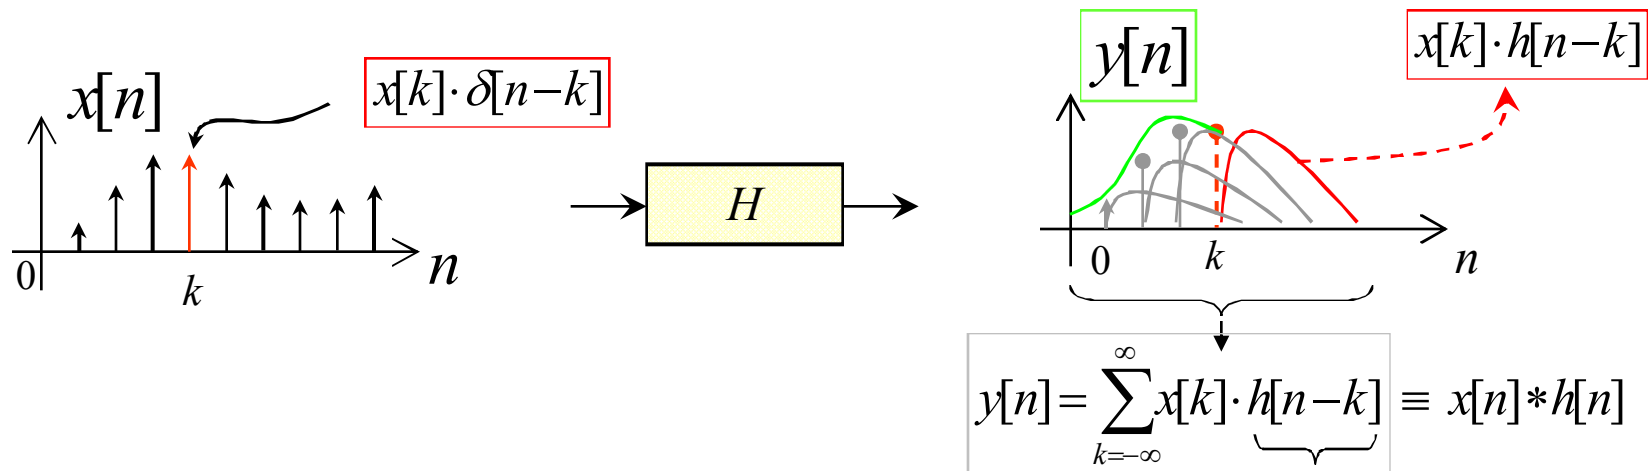 x[n]
x[k]·δ[n−k]
0
k
n
H
y[n]
x[k]·h[n−k]
0
k
n
y[n] = ∑_{k=−∞}^{∞} x[k]·h[n−k] ≡ x[n]*h[n]